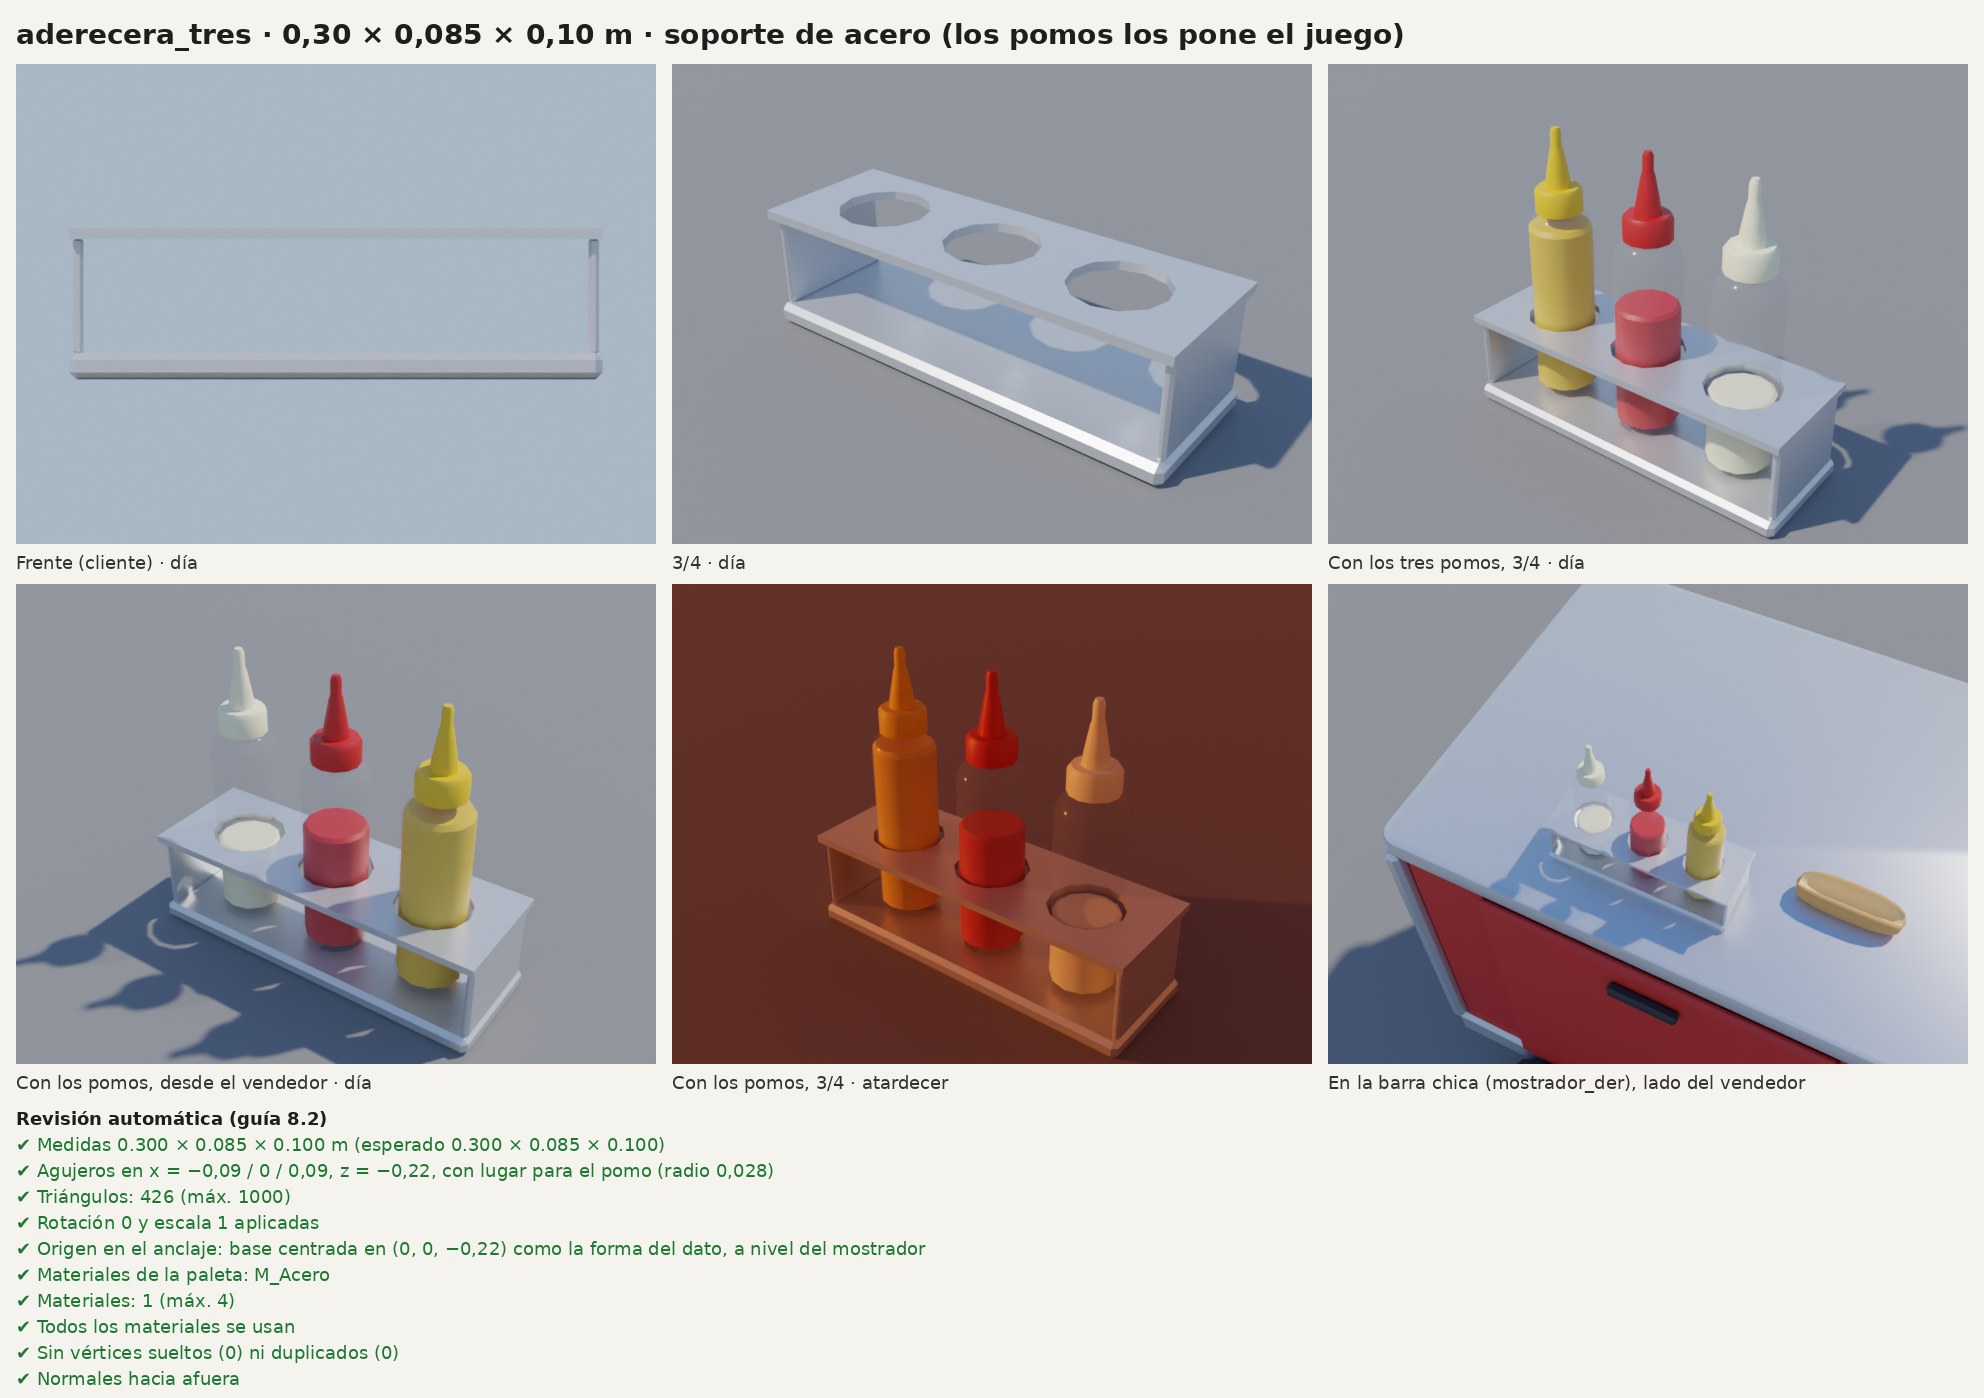 aderecera_tres · 0,30 × 0,085 × 0,10 m · soporte de acero (los pomos los pone el juego)
Frente (cliente) · día
3/4 · día
Con los tres pomos, 3/4 · día
Con los pomos, desde el vendedor · día
Con los pomos, 3/4 · atardecer
En la barra chica (mostrador_der), lado del vendedor
Revisión automática (guía 8.2)
✔ Medidas 0.300 × 0.085 × 0.100 m (esperado 0.300 × 0.085 × 0.100)
✔ Agujeros en x = −0,09 / 0 / 0,09, z = −0,22, con lugar para el pomo (radio 0,028)
✔ Triángulos: 426 (máx. 1000)
✔ Rotación 0 y escala 1 aplicadas
✔ Origen en el anclaje: base centrada en (0, 0, −0,22) como la forma del dato, a nivel del mostrador
✔ Materiales de la paleta: M_Acero
✔ Materiales: 1 (máx. 4)
✔ Todos los materiales se usan
✔ Sin vértices sueltos (0) ni duplicados (0)
✔ Normales hacia afuera